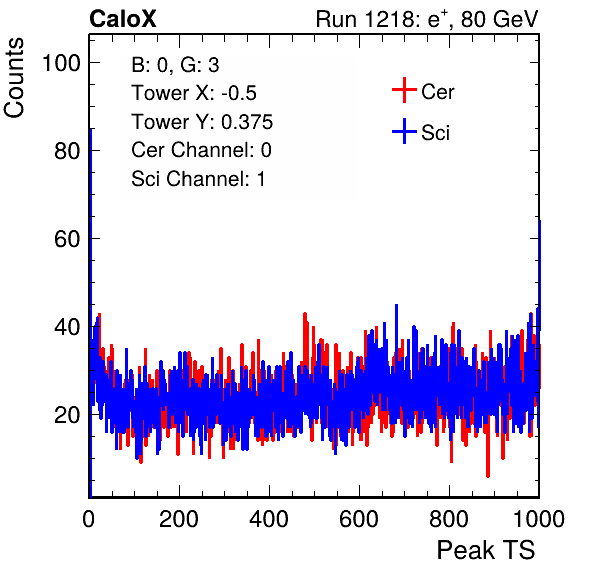 CaloX
Run 1218: e+, 80 GeV
Counts
100
80
60
40
20
B: 0, G: 3
Tower X: -0.5
Tower Y: 0.375
Cer Channel: 0
Sci Channel: 1
Cer
Sci
0 200 400 600 800 1000
Peak TS